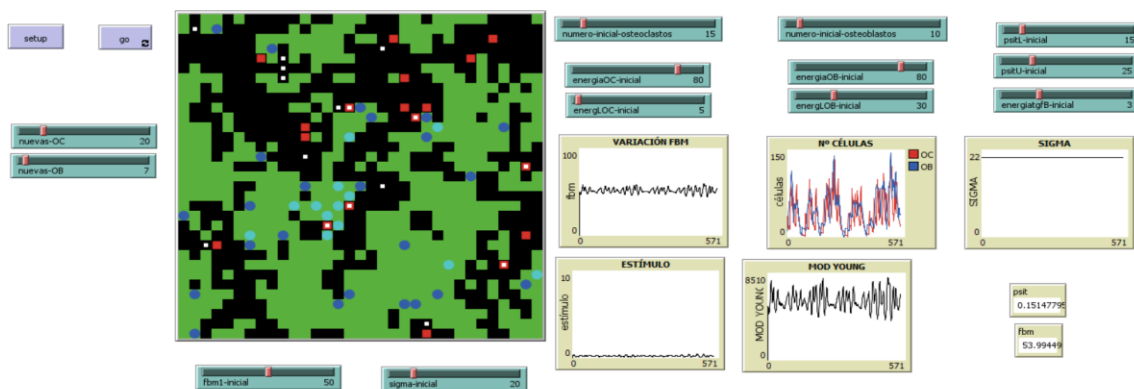 setup
go
nuevas-OC 20
nuevas-OB 7
fbm1-inicial 50
sigma-inicial 20
numero-inicial-osteoclastos 15
numero-inicial-osteoblastos 10
psitL-inicial 15
energiaOC-inicial 80
energiaOB-inicial 80
psitU-inicial 25
energLOC-inicial 5
energLOB-inicial 30
energiatgfB-inicial 3
VARIACIÓN FBM
100
fbm
0
0
571
Nº CÉLULAS
150
células
0
0
571
OC
OB
SIGMA
22
SIGMA
0
0
571
ESTÍMULO
10
estímulo
0
0
571
MOD YOUNG
8510
MOD YOUNG
0
0
571
psit
0.15147795
fbm
53.99449